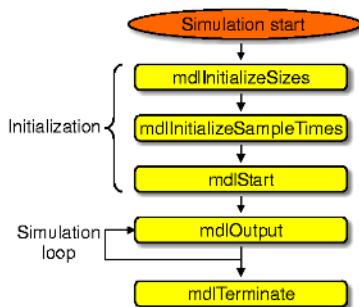 Simulation start
mdlInitializeSizes
Initialization
mdlInitializeSampleTimes
mdlStart
mdlOutput
Simulation
loop
mdlTerminate